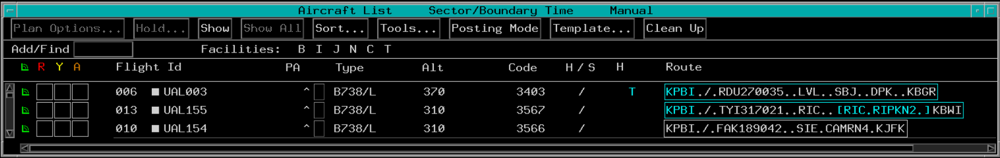 Aircraft List Sector/Boundary Time Manual
Plan Options... Hold... Show Show All Sort... Tools... Posting Mode Template... Clean Up
Add/Find Facilities: B I J N C T
R Y A Flight Id PA Type Alt Code H/S H Route
006 UAL003 ^ B738/L 370 3403 / T KPBI./.RDU270035..LVL..SBJ..DPK..KBGR
013 UAL155 ^ B738/L 310 3567 / KPBI./.TYI317021..RIC..[RIC.RIPKN2.]KBWI
010 UAL154 ^ B738/L 310 3566 / KPBI./.FAK189042..SIE.CAMRN4.KJFK